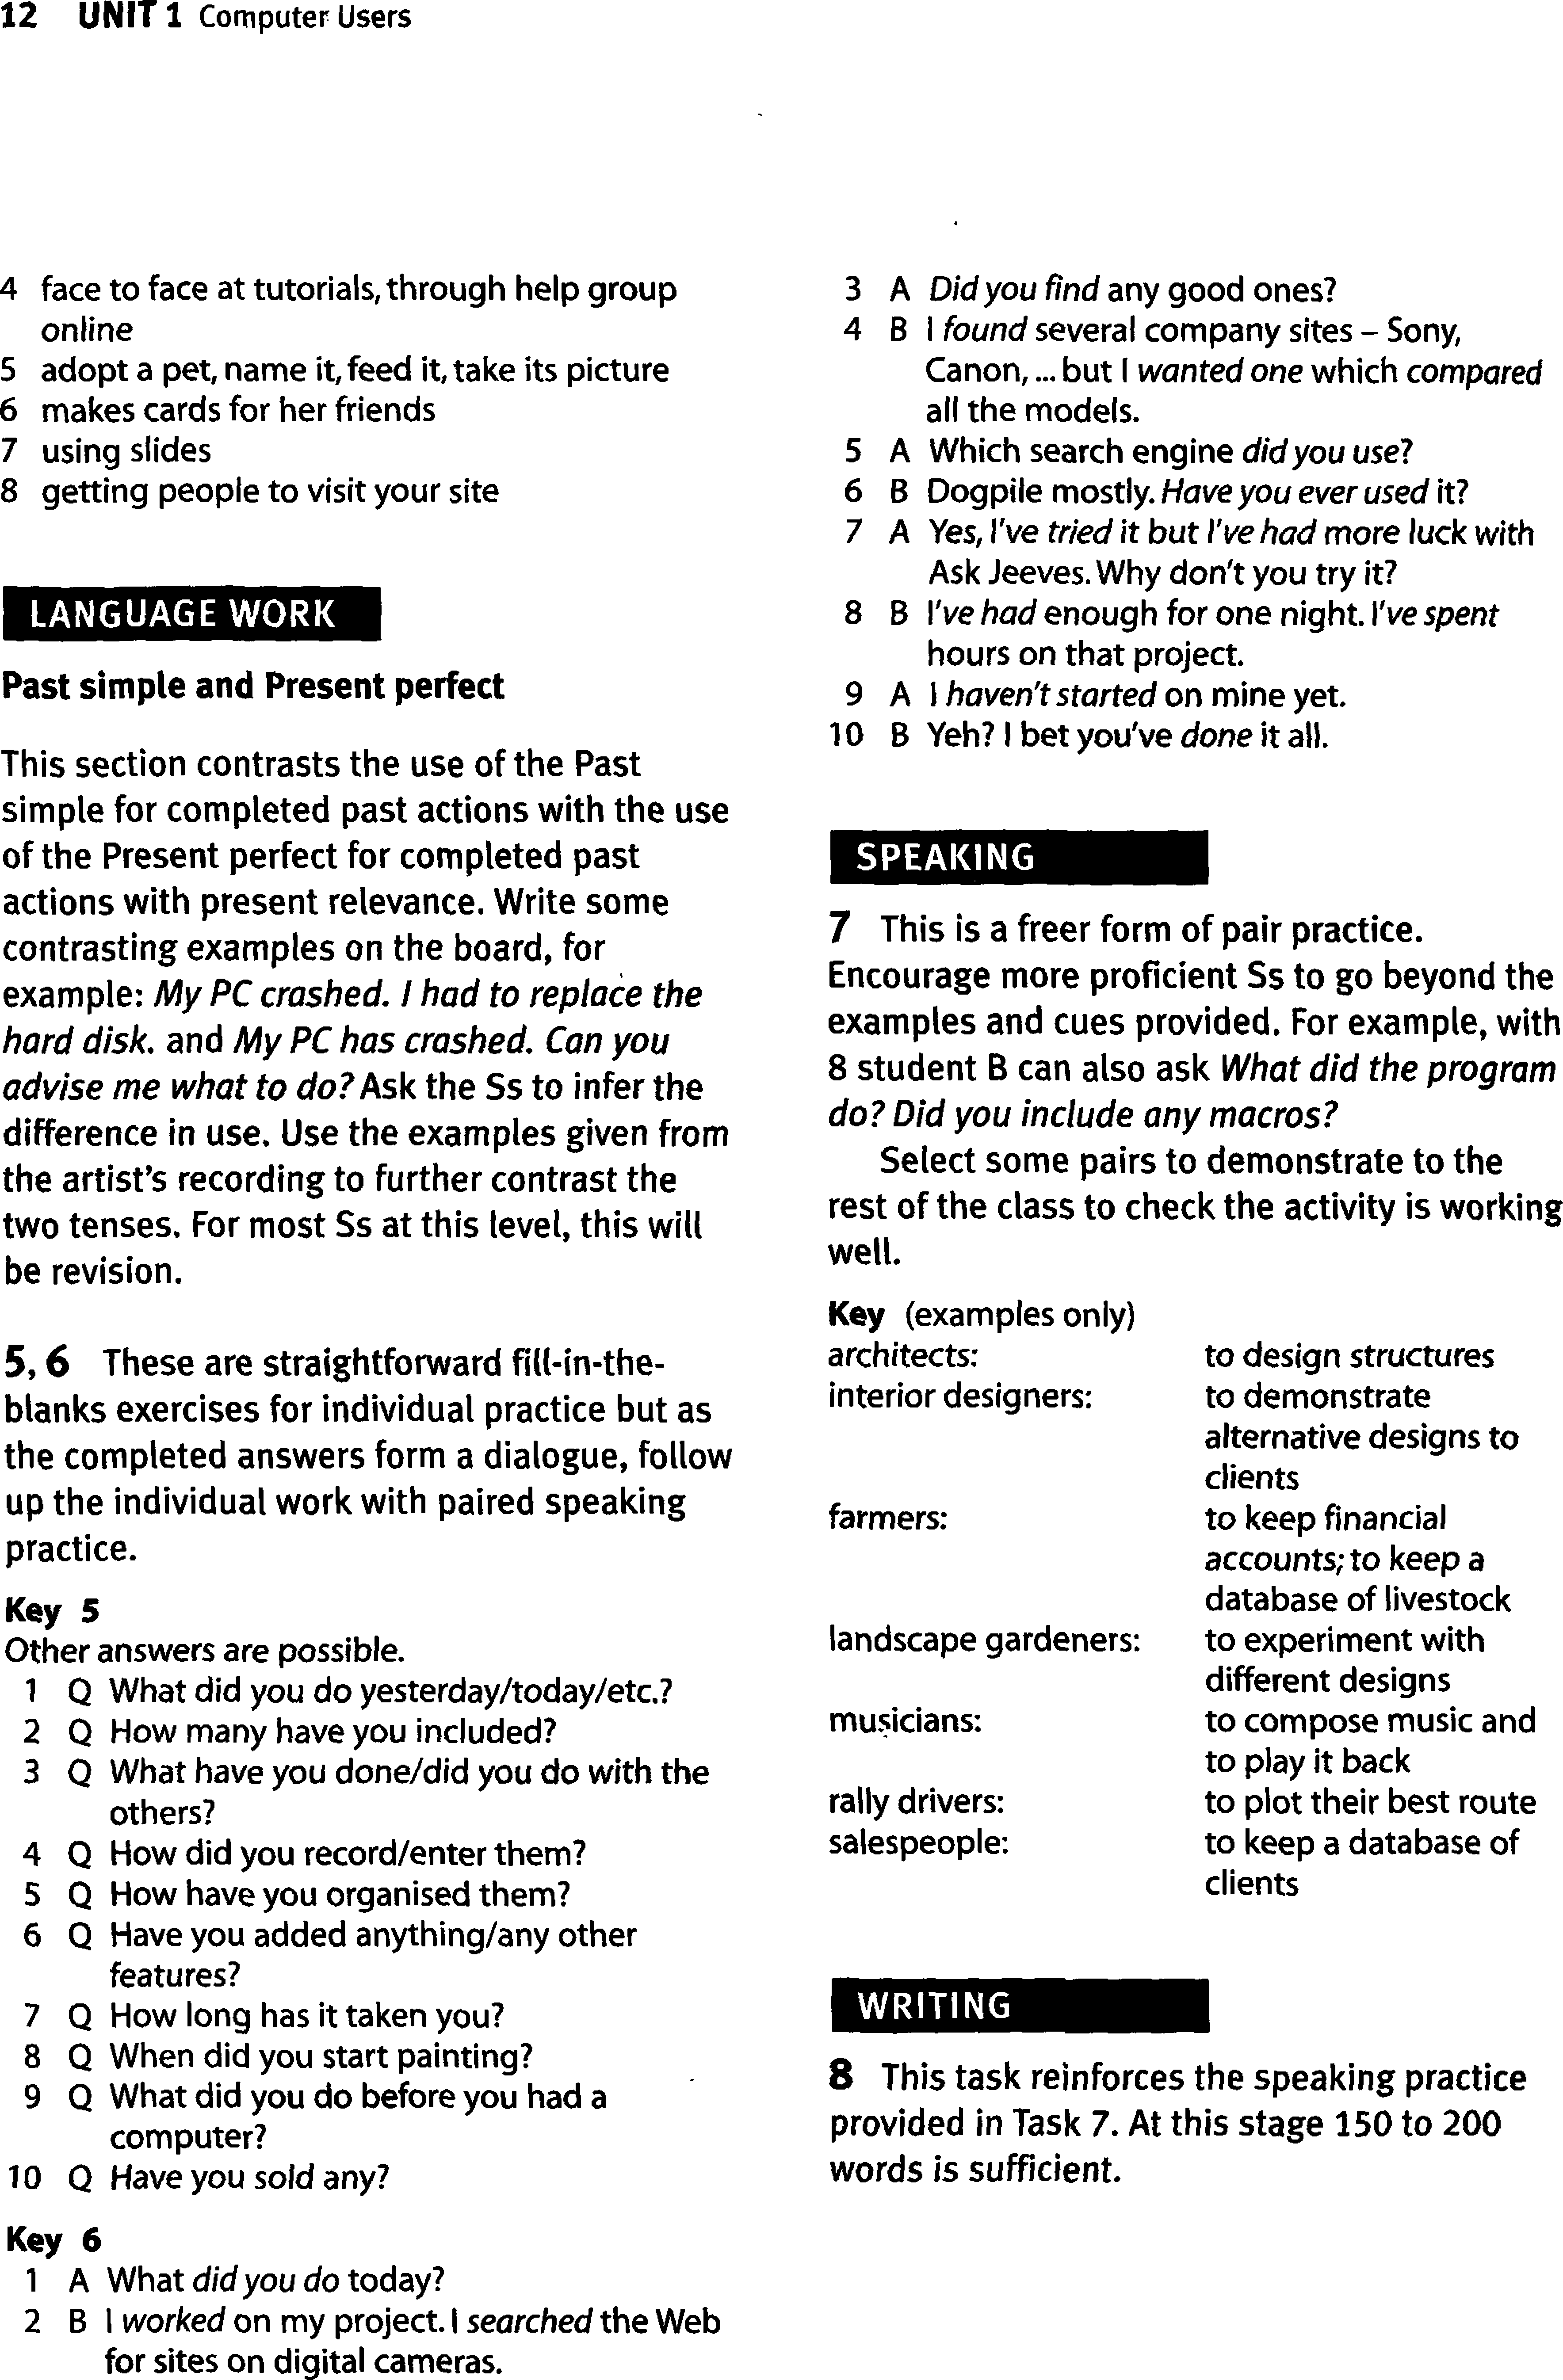 12 UNIT 1 Computer Users
4 face to face at tutorials, through help group
online
5 adopt a pet, name it, feed it, take its picture
6 makes cards for her friends
7 using slides
8 getting people to visit your site
LANGUAGE WORK
Past simple and Present perfect
This section contrasts the use of the Past
simple for completed past actions with the use
of the Present perfect for completed past
actions with present relevance. Write some
contrasting examples on the board, for
example: My PC crashed. I had to replace the
hard disk. and My PC has crashed. Can you
advise me what to do? Ask the Ss to infer the
difference in use. Use the examples given from
the artist's recording to further contrast the
two tenses. For most Ss at this level, this will
be revision.
5, 6 These are straightforward fill-in-the-
blanks exercises for individual practice but as
the completed answers form a dialogue, follow
up the individual work with paired speaking
practice.
Key 5
Other answers are possible.
1 Q What did you do yesterday/today/etc.?
2 Q How many have you included?
3 Q What have you done/did you do with the
others?
4 Q How did you record/enter them?
5 Q How have you organised them?
6 Q Have you added anything/any other
features?
7 Q How long has it taken you?
8 Q When did you start painting?
9 Q What did you do before you had a
computer?
10 Q Have you sold any?
Key 6
1 A What did you do today?
2 B I worked on my project. I searched the Web
for sites on digital cameras.
3 A Did you find any good ones?
4 B I found several company sites – Sony,
Canon, ... but I wanted one which compared
all the models.
5 A Which search engine did you use?
6 B Dogpile mostly. Have you ever used it?
7 A Yes, I've tried it but I've had more luck with
Ask Jeeves. Why don't you try it?
8 B I've had enough for one night. I've spent
hours on that project.
9 A I haven't started on mine yet.
10 B Yeh? I bet you've done it all.
SPEAKING
7 This is a freer form of pair practice.
Encourage more proficient Ss to go beyond the
examples and cues provided. For example, with
8 student B can also ask What did the program
do? Did you include any macros?
Select some pairs to demonstrate to the
rest of the class to check the activity is working
well.
Key (examples only)
architects: to design structures
interior designers: to demonstrate
alternative designs to
clients
farmers: to keep financial
accounts; to keep a
database of livestock
landscape gardeners: to experiment with
different designs
musicians: to compose music and
to play it back
rally drivers: to plot their best route
salespeople: to keep a database of
clients
WRITING
8 This task reinforces the speaking practice
provided in Task 7. At this stage 150 to 200
words is sufficient.